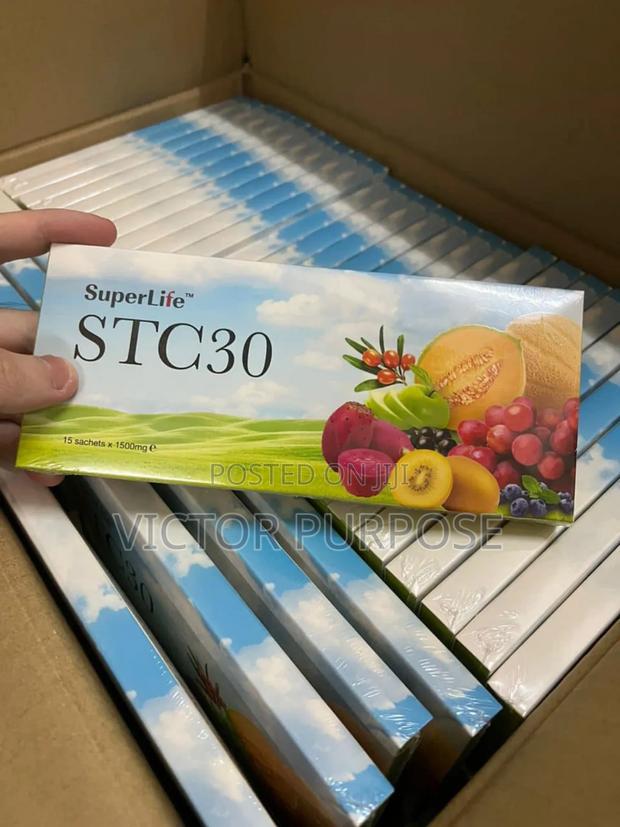 SuperLife™
STC30
15 sachets x 1500mg ℮
POSTED ON JIJI
VICTOR PURPOSE